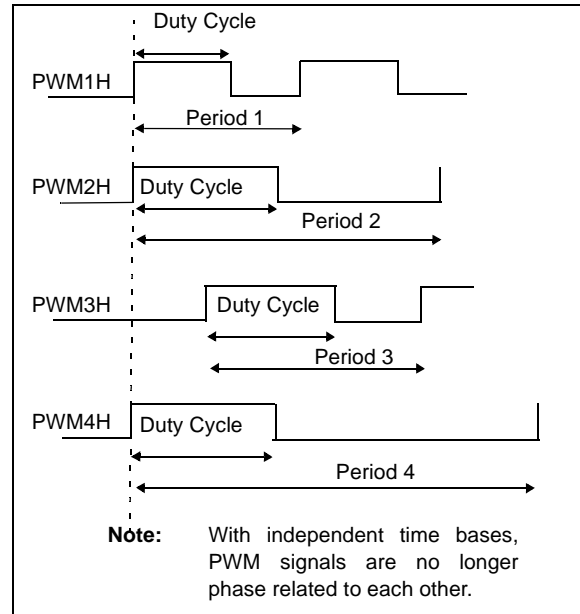 Duty Cycle
PWM1H
Period 1
PWM2H
Duty Cycle
Period 2
PWM3H
Duty Cycle
Period 3
PWM4H
Duty Cycle
Period 4
Note: With independent time bases,
PWM signals are no longer
phase related to each other.